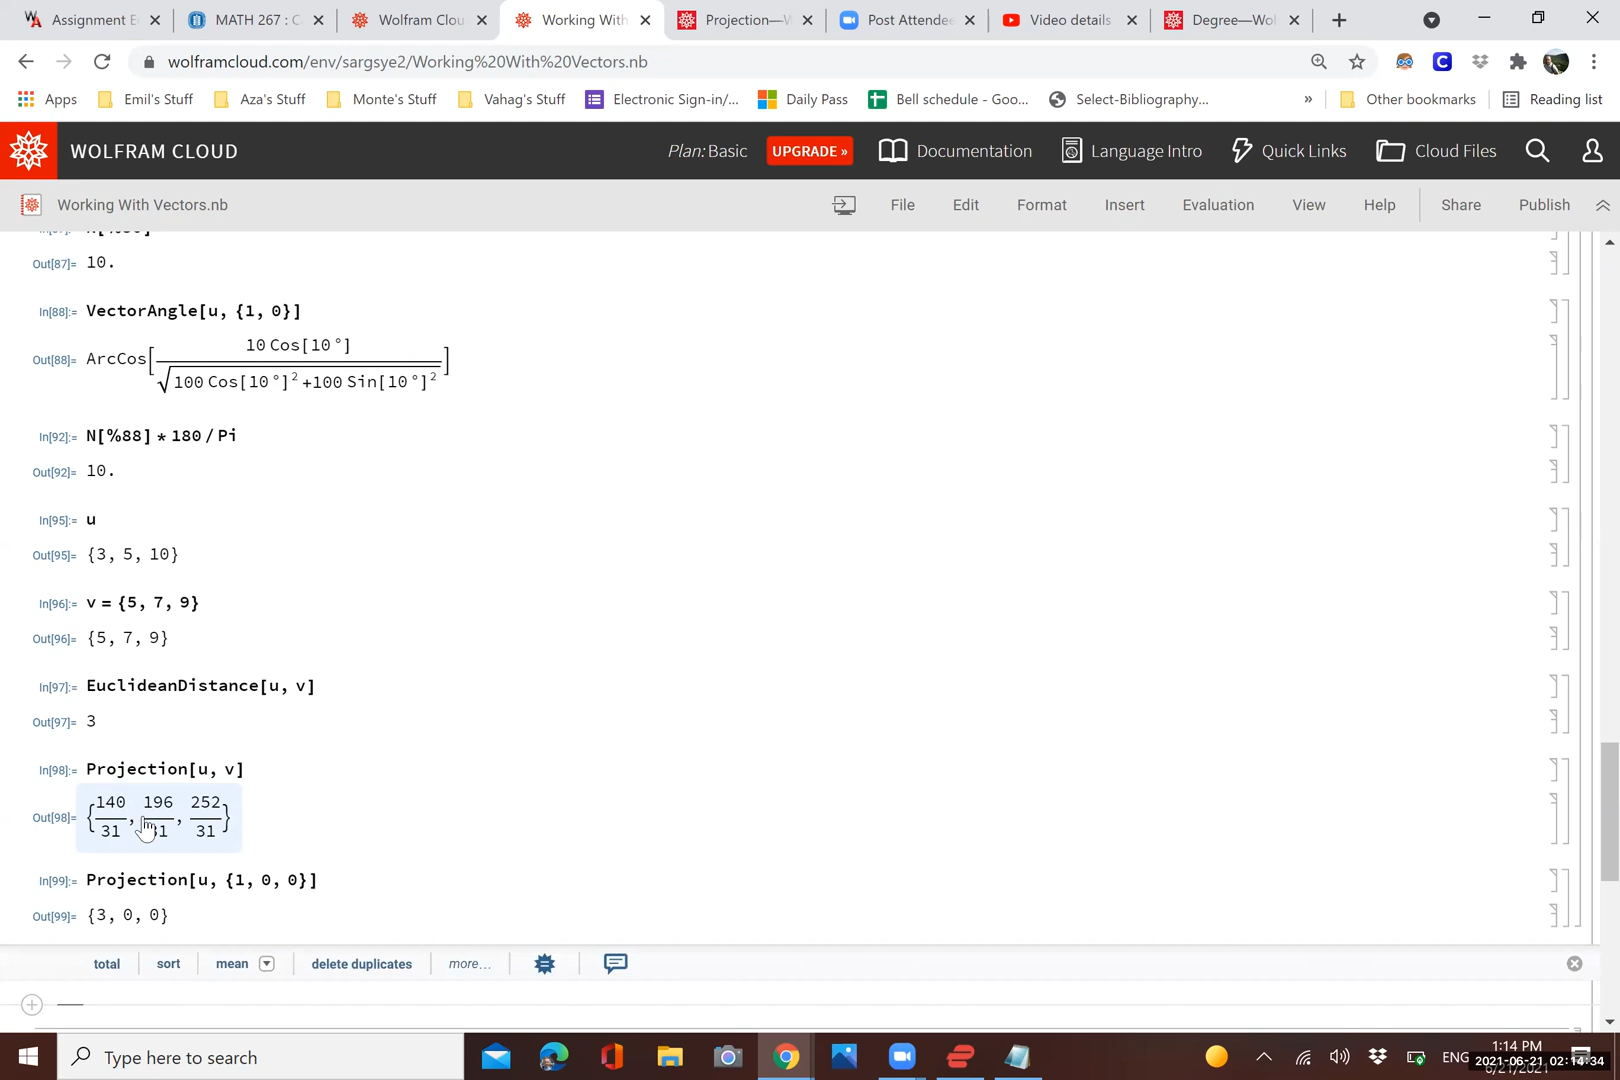 Assignment E
MATH 267 : C
Wolfram Clou
Working With
Projection—W
Post Attendee
Video details
Degree—Wol
wolframcloud.com/env/sargsye2/Working%20With%20Vectors.nb
Apps
Emil's Stuff
Aza's Stuff
Monte's Stuff
Vahag's Stuff
Electronic Sign-in/...
Daily Pass
Bell schedule - Goo...
Select-Bibliography...
»
Other bookmarks
Reading list
WOLFRAM CLOUD
Plan: Basic
UPGRADE »
Documentation
Language Intro
Quick Links
Cloud Files
Working With Vectors.nb
File
Edit
Format
Insert
Evaluation
View
Help
Share
Publish
Out[87]= 10.
In[88]:= VectorAngle[u, {1, 0}]
Out[88]= ArcCos[10 Cos[10 °] / √100 Cos[10 °]2 +100 Sin[10 °]2]
In[92]:= N[%88] * 180 / Pi
Out[92]= 10.
In[95]:= u
Out[95]= {3, 5, 10}
In[96]:= v = {5, 7, 9}
Out[96]= {5, 7, 9}
In[97]:= EuclideanDistance[u, v]
Out[97]= 3
In[98]:= Projection[u, v]
Out[98]= {140/31, 196/31, 252/31}
In[99]:= Projection[u, {1, 0, 0}]
Out[99]= {3, 0, 0}
total
sort
mean
delete duplicates
more...
Type here to search
ENG
1:14 PM
2021-06-21 02:14:34
6/21/2021